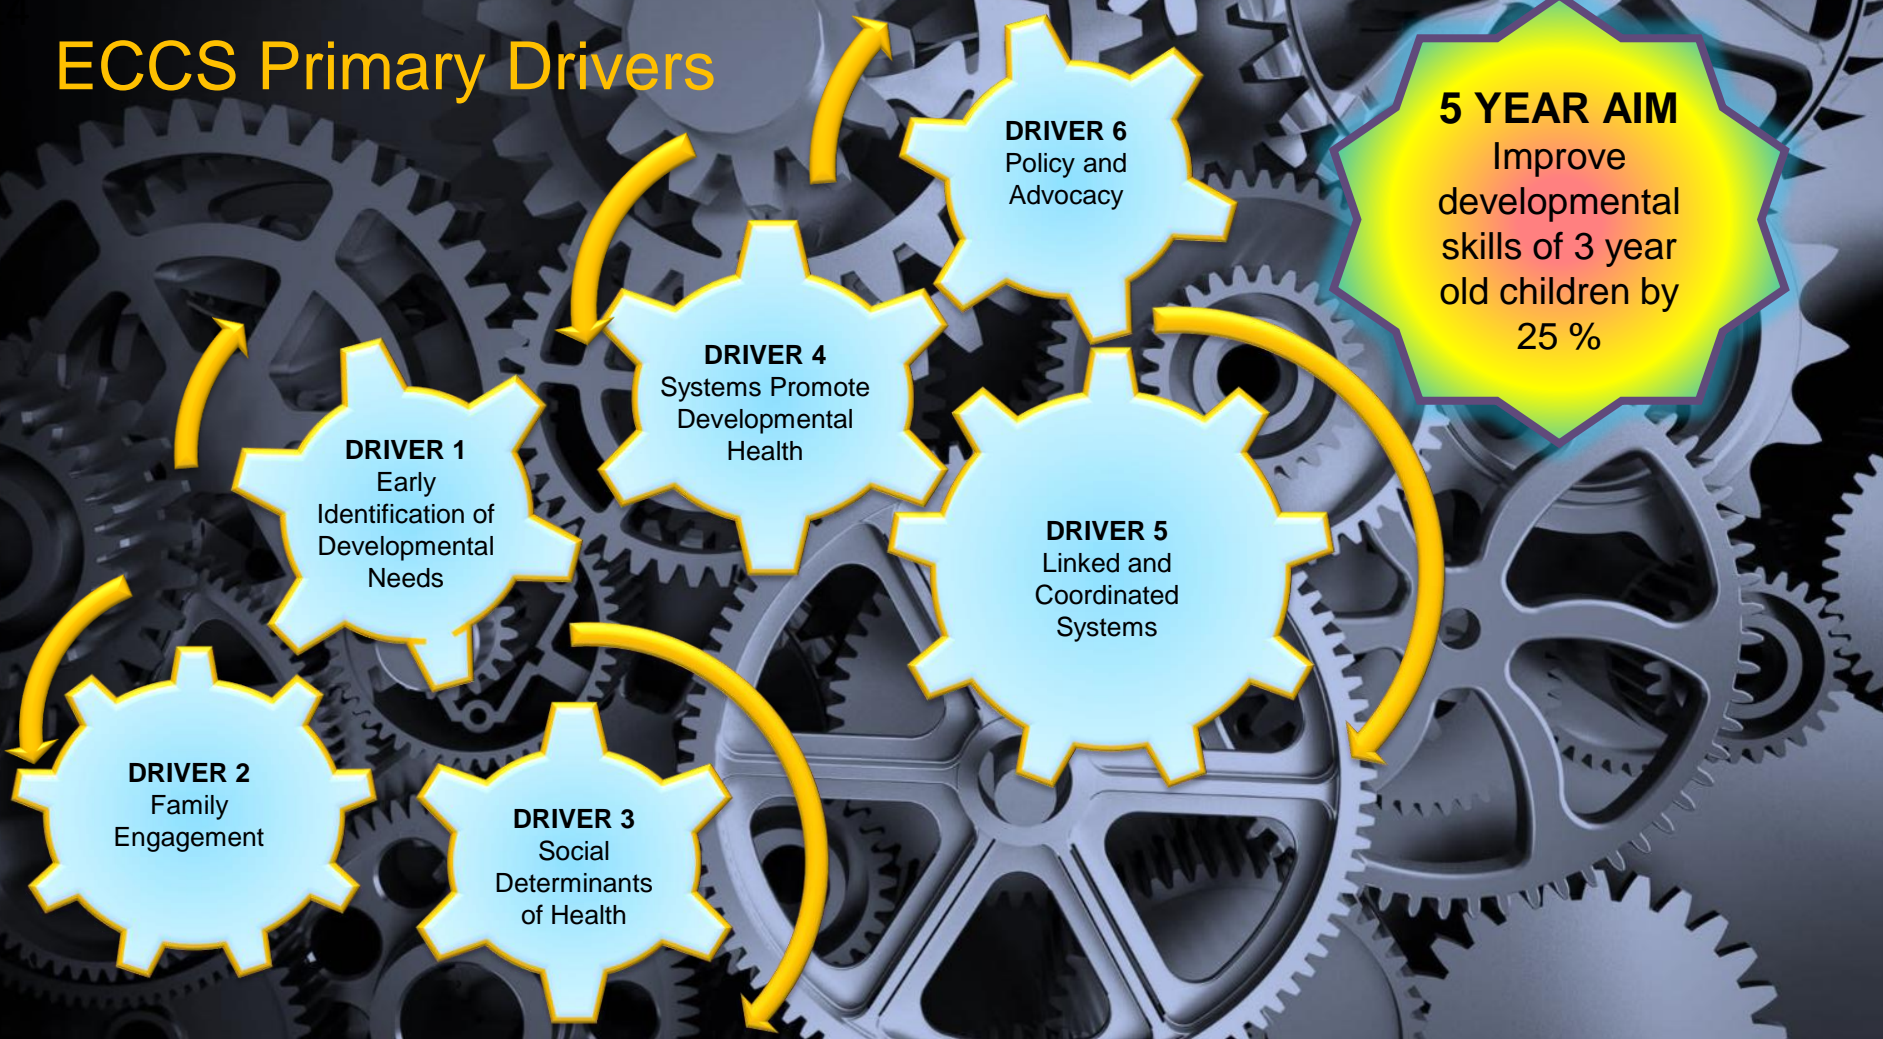 ECCS Primary Drivers
5 YEAR AIM
Improve
developmental
skills of 3 year
old children by
25 %
DRIVER 6
Policy and
Advocacy
DRIVER 4
Systems Promote
Developmental
Health
DRIVER 1
Early
Identification of
Developmental
Needs
DRIVER 5
Linked and
Coordinated
Systems
DRIVER 2
Family
Engagement
DRIVER 3
Social
Determinants
of Health